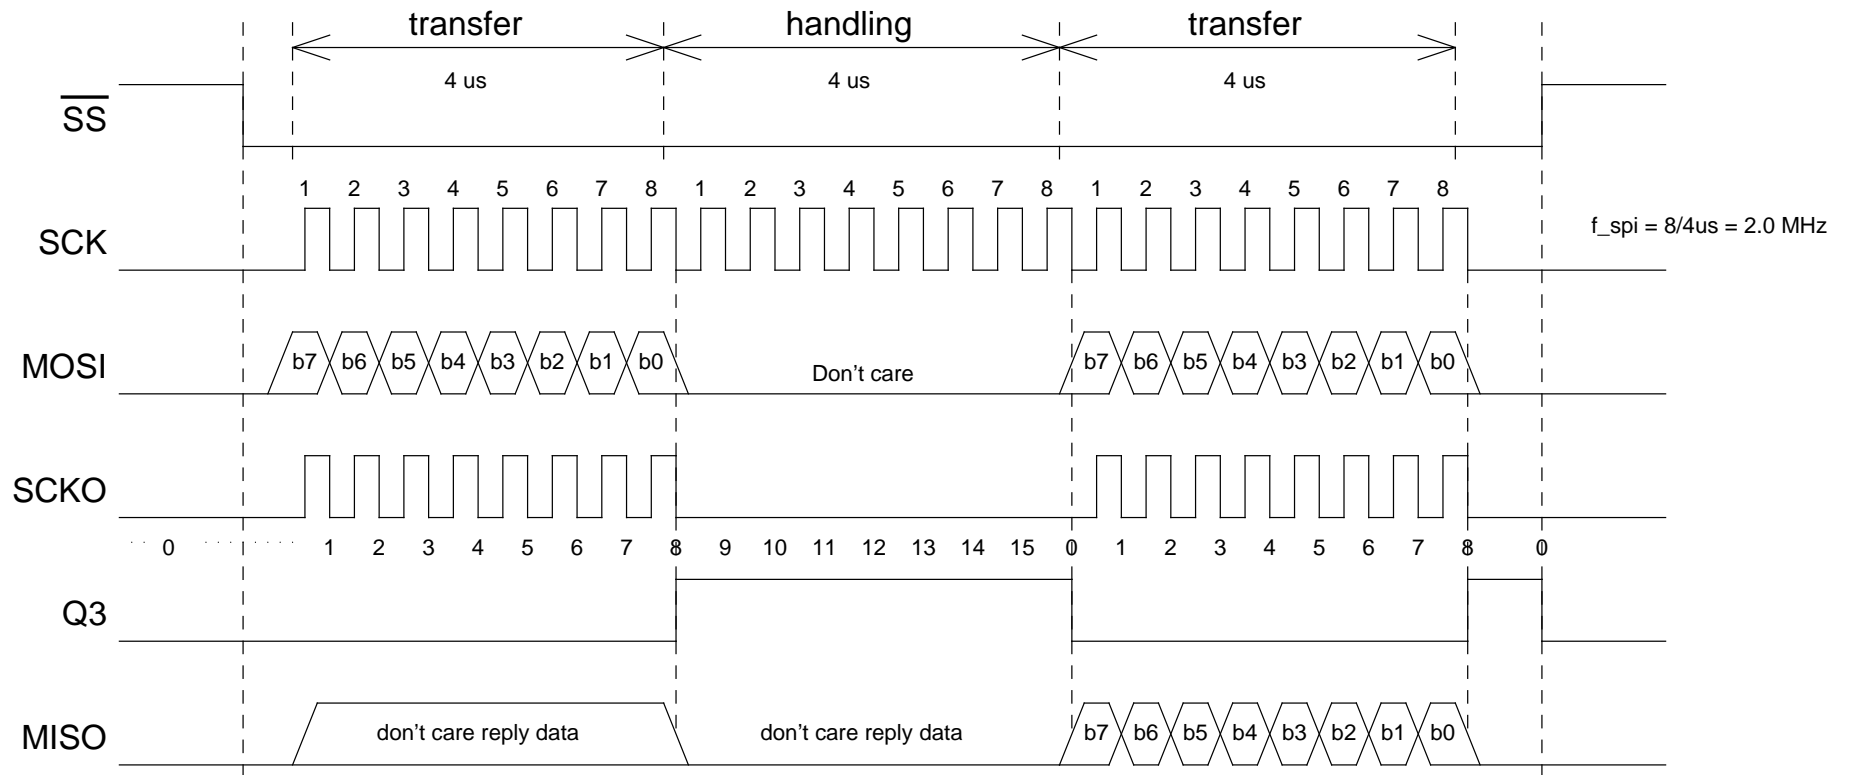 transfer handling transfer
4 us 4 us 4 us
SS
1 2 3 4 5 6 7 8 1 2 3 4 5 6 7 8 1 2 3 4 5 6 7 8
SCK
f_spi = 8/4us = 2.0 MHz
MOSI b7 b6 b5 b4 b3 b2 b1 b0 Don't care b7 b6 b5 b4 b3 b2 b1 b0
SCKO
0 1 2 3 4 5 6 7 8 9 10 11 12 13 14 15 0 1 2 3 4 5 6 7 8 0
Q3
MISO don't care reply data don't care reply data b7 b6 b5 b4 b3 b2 b1 b0